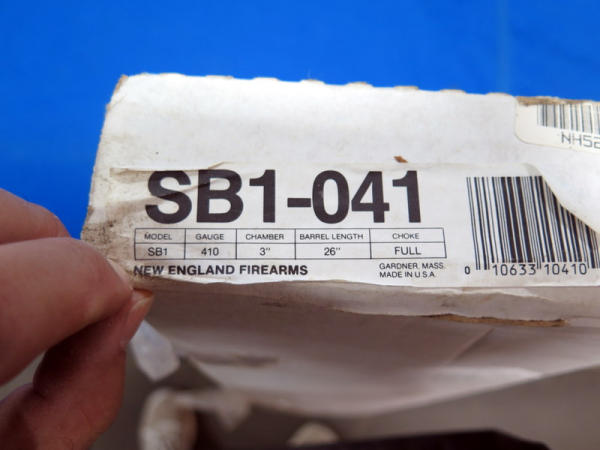 NH52
SB1-041
MODEL GAUGE CHAMBER BARREL LENGTH CHOKE
SB1 410 3" 26" FULL
NEW ENGLAND FIREARMS
GARDNER, MASS.
MADE IN U.S.A.
0 10633 10410